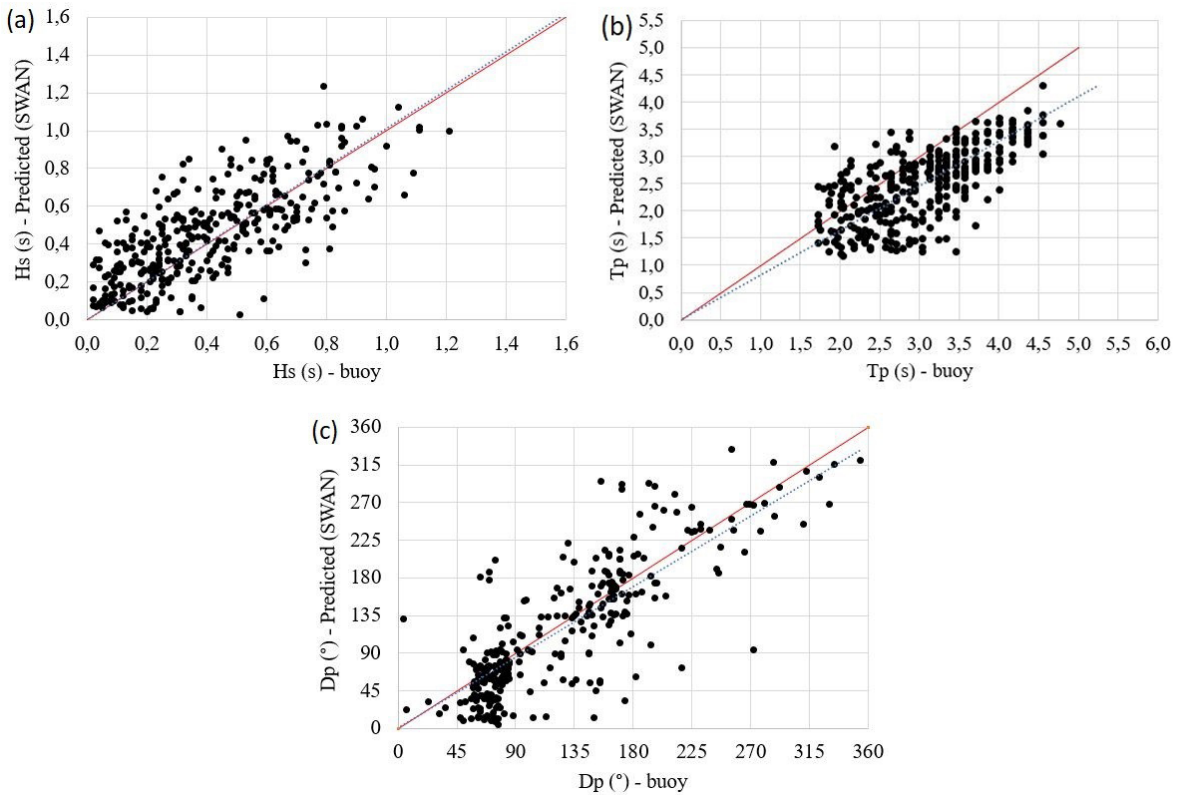 (a)
Hs (s) - Predicted (SWAN)
1,6
1,4
1,2
1,0
0,8
0,6
0,4
0,2
0,0
0,0 0,2 0,4 0,6 0,8 1,0 1,2 1,4 1,6
Hs (s) - buoy
(b)
Tp (s) - Predicted (SWAN)
5,5
5,0
4,5
4,0
3,5
3,0
2,5
2,0
1,5
1,0
0,5
0,0
0,0 0,5 1,0 1,5 2,0 2,5 3,0 3,5 4,0 4,5 5,0 5,5 6,0
Tp (s) - buoy
(c)
Dp (°) - Predicted (SWAN)
360
315
270
225
180
135
90
45
0
0 45 90 135 180 225 270 315 360
Dp (°) - buoy